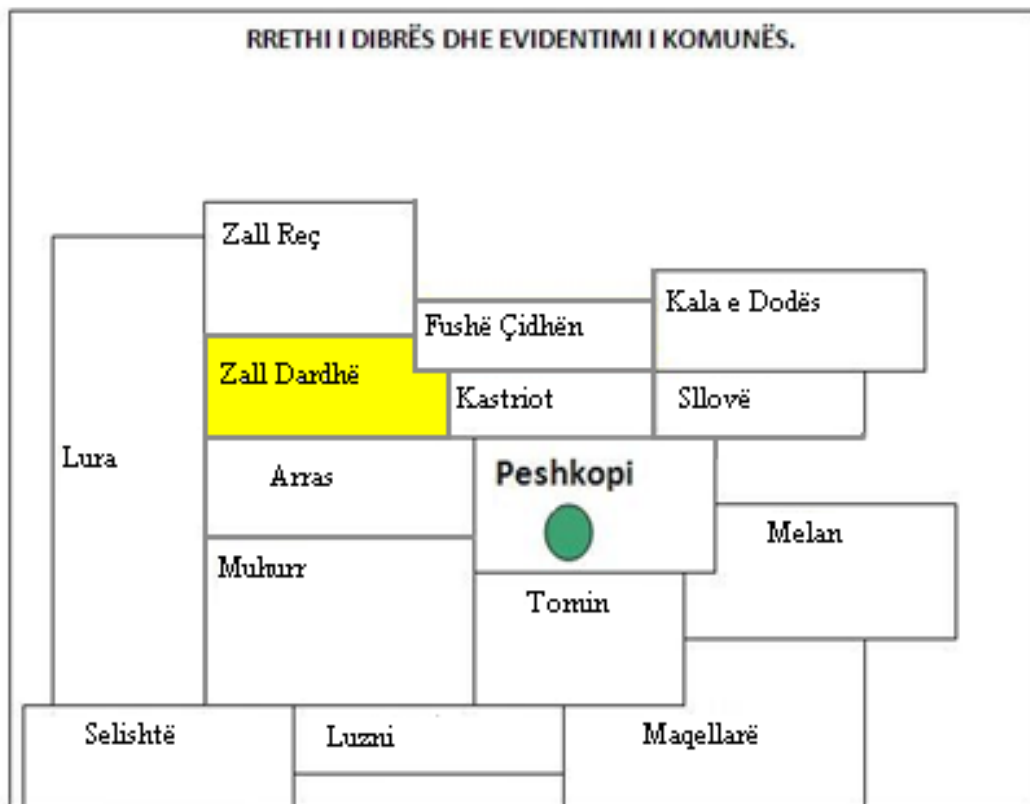 RRETHI I DIBRËS DHE EVIDENTIMI I KOMUNËS.
Zall Reç
Kala e Dodës
Fushë Çidhën
Zall Dardhë
Kastriot
Sllovë
Lura
Arras
Peshkopi
Melan
Muhurr
Tomin
Selishtë
Luzni
Maqellarë